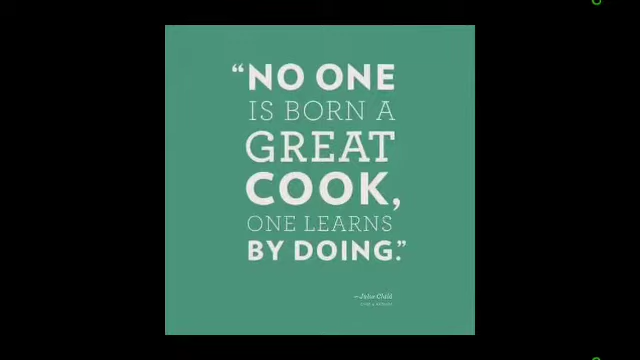 “NO ONE
IS BORN A
GREAT
COOK,
ONE LEARNS
BY DOING.”
—Julia Child